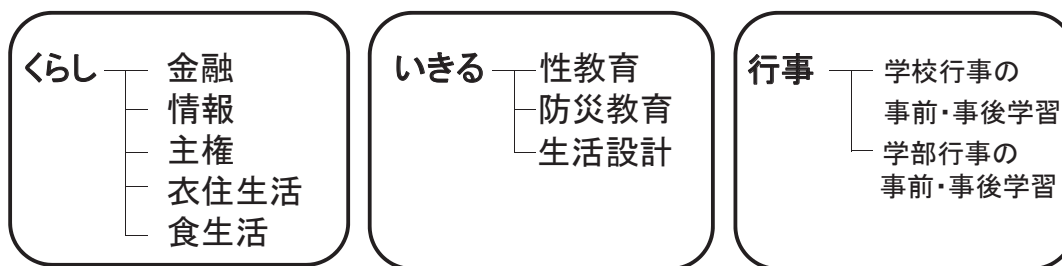 くらし
金融
情報
主権
衣住生活
食生活
いきる
性教育
防災教育
生活設計
行事
学校行事の
事前・事後学習
学部行事の
事前・事後学習